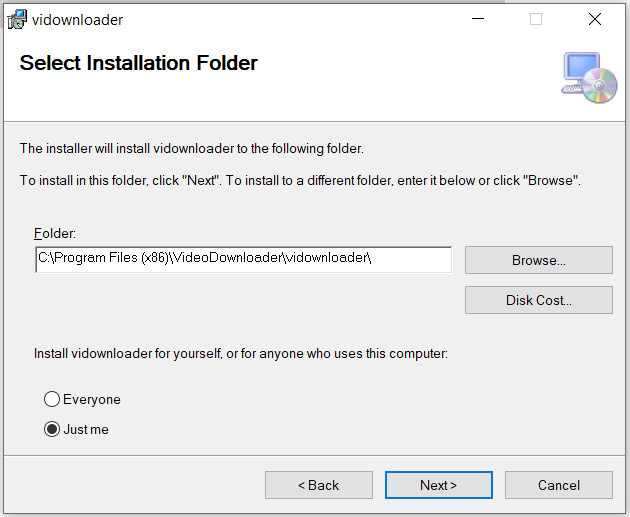 vidownloader
Select Installation Folder
The installer will install vidownloader to the following folder.
To install in this folder, click "Next". To install to a different folder, enter it below or click "Browse".
Folder:
C:\Program Files (x86)\VideoDownloader\vidownloader\
Browse...
Disk Cost...
Install vidownloader for yourself, or for anyone who uses this computer:
Everyone
Just me
< Back
Next >
Cancel